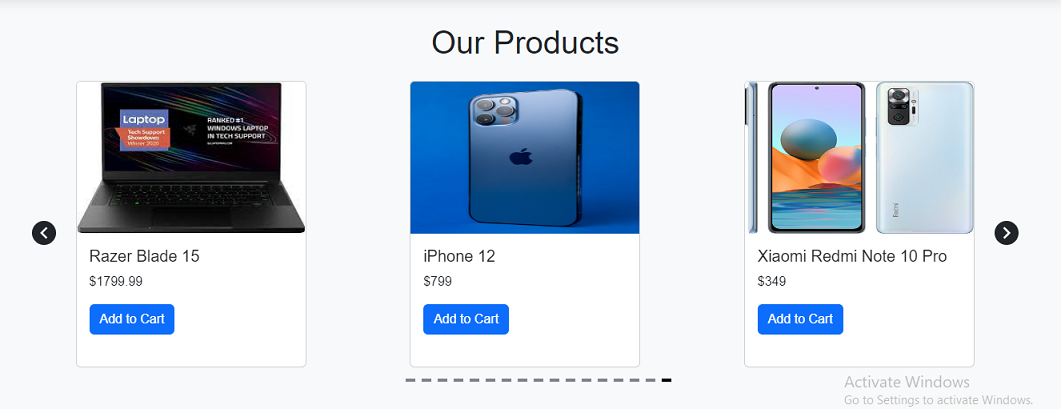 Our Products
Laptop
Tech Support
Showdown
Winner 2020
RANKED #1
WINDOWS LAPTOP
IN TECH SUPPORT
Razer Blade 15
$1799.99
Add to Cart
iPhone 12
$799
Add to Cart
Redmi
Xiaomi Redmi Note 10 Pro
$349
Add to Cart
Activate Windows
Go to Settings to activate Windows.